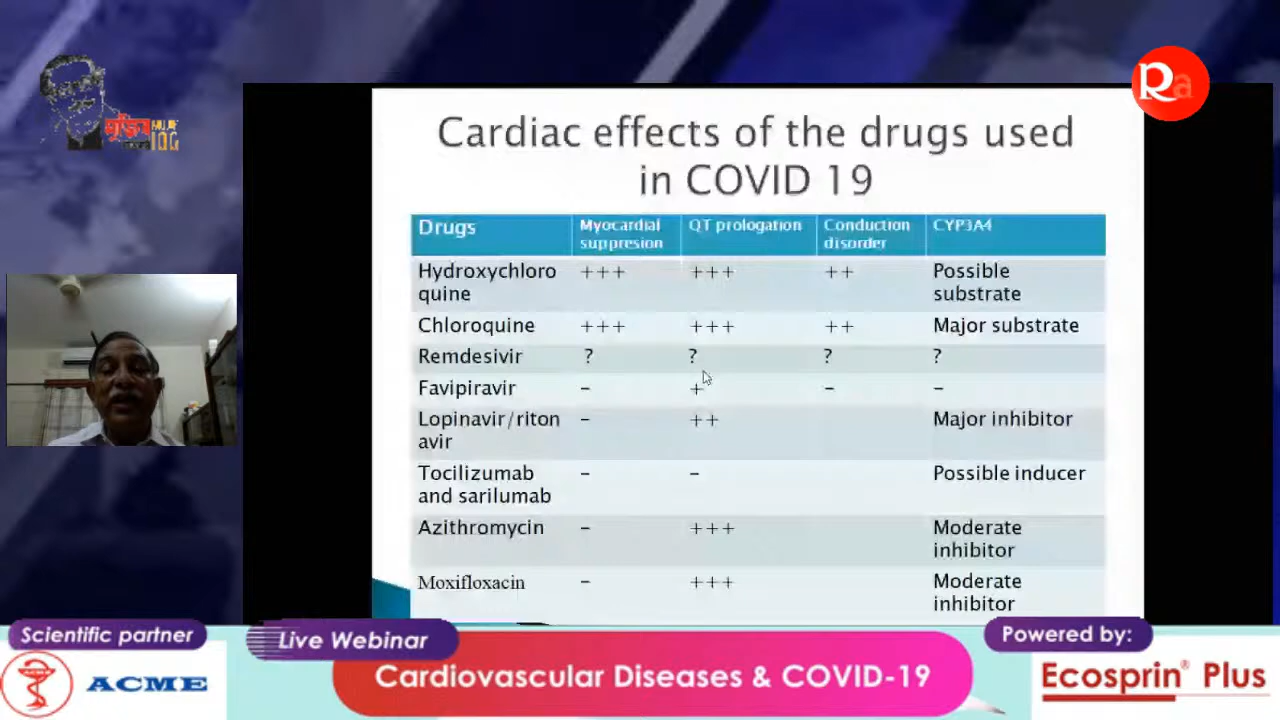 Ra
মুজিব
100
Cardiac effects of the drugs used
in COVID 19
Drugs
Myocardial
suppresion
QT prologation
Conduction
disorder
CYP3A4
Hydroxychloro
quine
+++
+++
++
Possible
substrate
Chloroquine
+++
+++
++
Major substrate
Remdesivir
?
?
?
?
Favipiravir
–
+
–
–
Lopinavir/riton
avir
–
++
Major inhibitor
Tocilizumab
and sarilumab
–
–
Possible inducer
Azithromycin
–
+++
Moderate
inhibitor
Moxifloxacin
–
+++
Moderate
inhibitor
Scientific partner
ACME
Live Webinar
Cardiovascular Diseases & COVID-19
Powered by:
Ecosprin® Plus